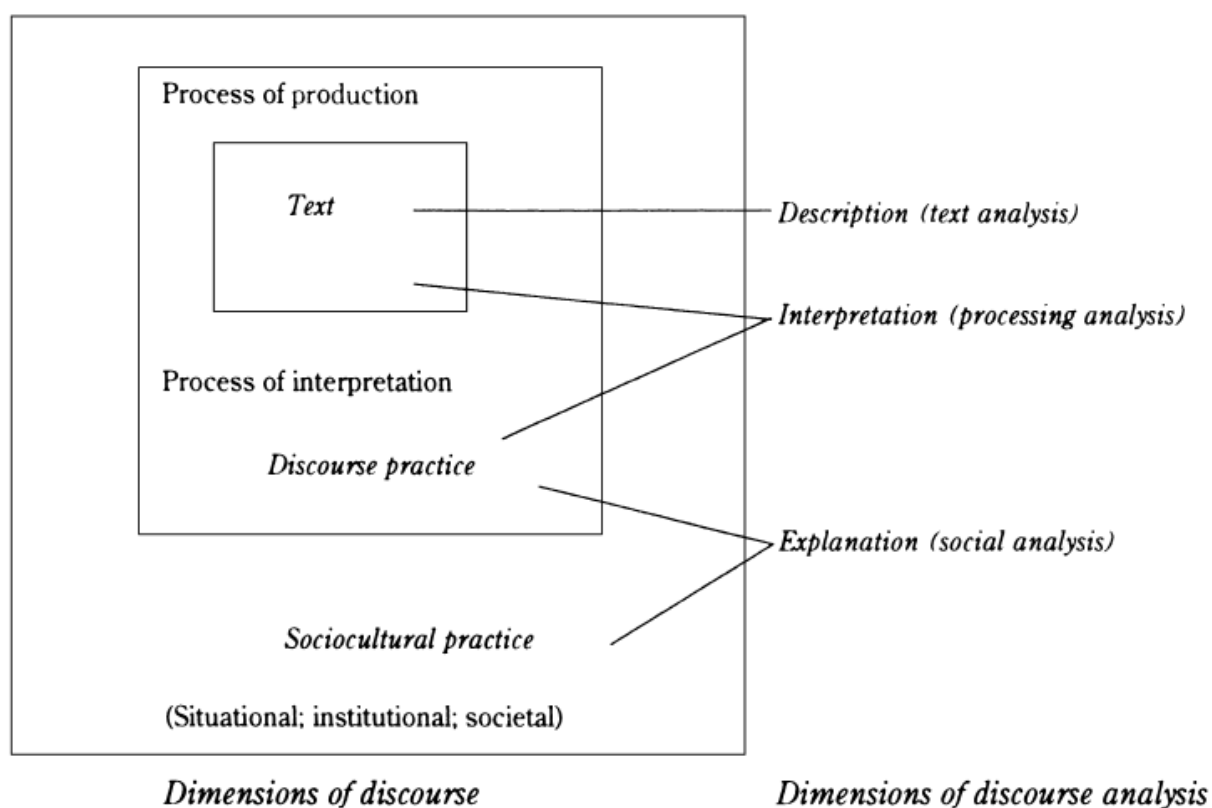 Process of production
Text
Description (text analysis)
Interpretation (processing analysis)
Process of interpretation
Discourse practice
Explanation (social analysis)
Sociocultural practice
(Situational; institutional; societal)
Dimensions of discourse
Dimensions of discourse analysis